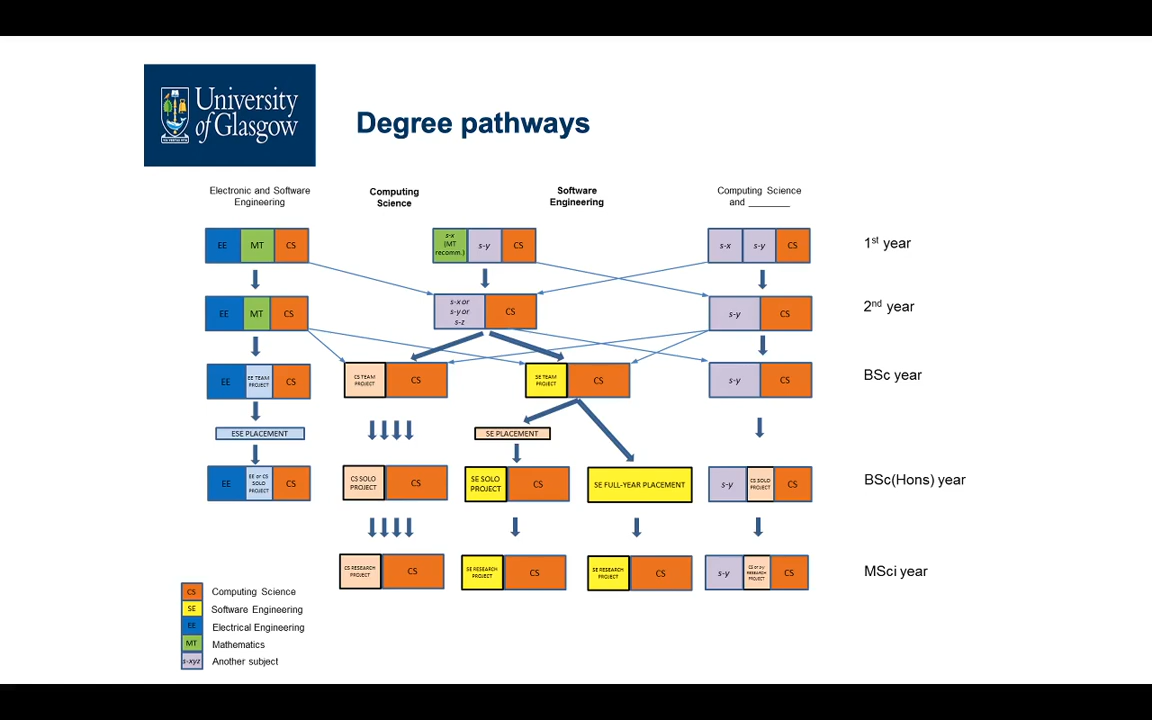 University
of Glasgow
Degree pathways
Electronic and Software
Engineering
Computing
Science
Software
Engineering
Computing Science
and ________
EE MT CS
s-x
(MT
recomm.)
s-y CS
s-x s-y CS
1st year
EE MT CS
s-x or
s-y or
s-z
CS
s-y CS
2nd year
EE
EE TEAM
PROJECT
CS
CS TEAM
PROJECT
CS
SE TEAM
PROJECT
CS
s-y CS
BSc year
ESE PLACEMENT
SE PLACEMENT
EE
EE or CS
SOLO
PROJECT
CS
CS SOLO
PROJECT
CS
SE SOLO
PROJECT
CS
SE FULL-YEAR PLACEMENT
s-y
CS SOLO
PROJECT
CS
BSc(Hons) year
CS RESEARCH
PROJECT
CS
SE RESEARCH
PROJECT
CS
SE RESEARCH
PROJECT
CS
s-y
CS or s-y
RESEARCH
PROJECT
CS
MSci year
CS Computing Science
SE Software Engineering
EE Electrical Engineering
MT Mathematics
s-xyz Another subject